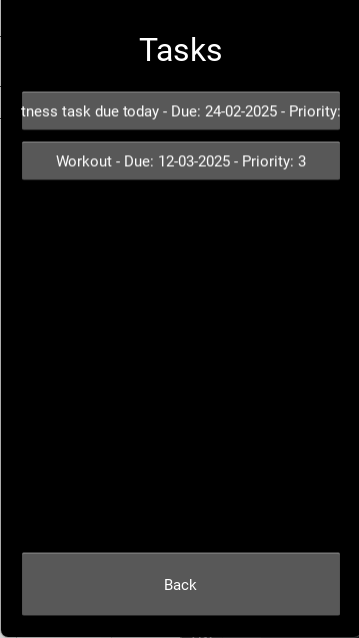 Tasks
tness task due today - Due: 24-02-2025 - Priority:
Workout - Due: 12-03-2025 - Priority: 3
Back